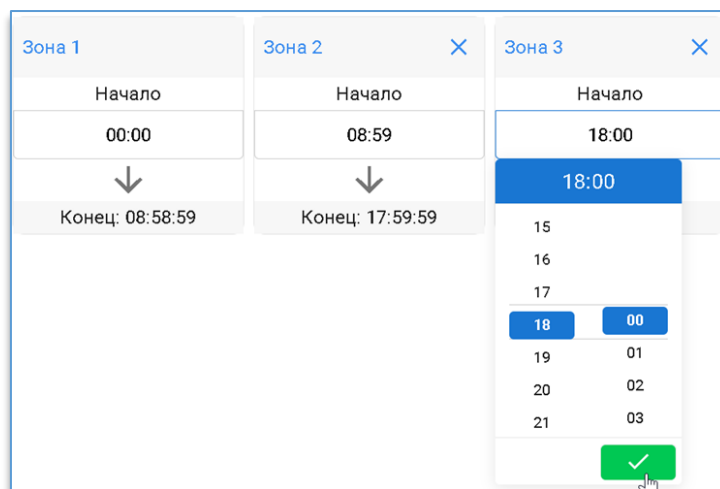 Зона 1
Начало
00:00
Конец: 08:58:59
Зона 2
Начало
08:59
Конец: 17:59:59
Зона 3
Начало
18:00
18:00
15
16
17
18 00
19 01
20 02
21 03